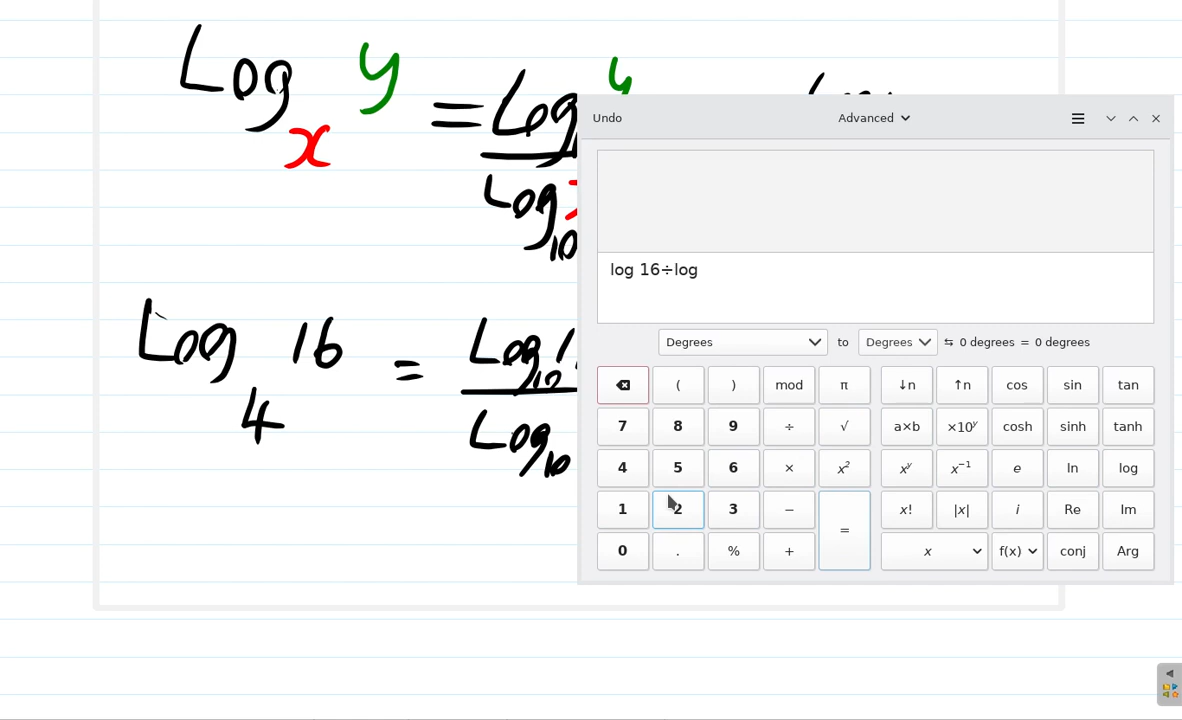 Log x y = Log y
Log 10
Log 4 16 = Log 10 1
Log 10
Undo
Advanced
log 16÷log
Degrees to Degrees ⇆ 0 degrees = 0 degrees
⌫ ( ) mod π ↓n ↑n cos sin tan
7 8 9 ÷ √ a×b ×10ʸ cosh sinh tanh
4 5 6 × x² xʸ x⁻¹ e ln log
1 2 3 − = x! |x| i Re Im
0 . % + x f(x) conj Arg